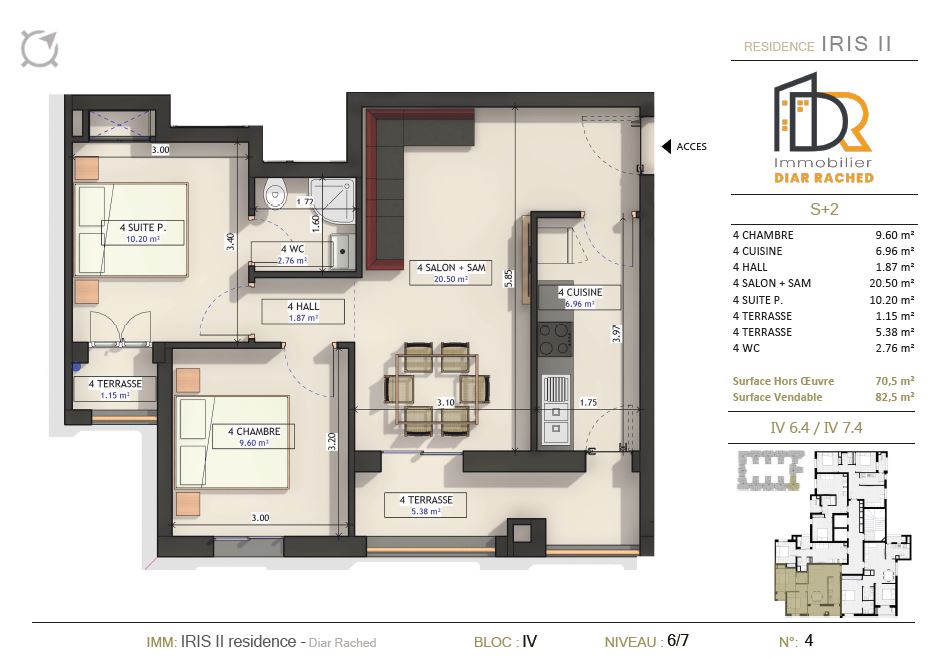 RESIDENCE IRIS II
DR
Immobilier
DIAR RACHED
S+2
4 CHAMBRE 9.60 m²
4 CUISINE 6.96 m²
4 HALL 1.87 m²
4 SALON + SAM 20.50 m²
4 SUITE P. 10.20 m²
4 TERRASSE 1.15 m²
4 TERRASSE 5.38 m²
4 WC 2.76 m²
Surface Hors Œuvre 70,5 m²
Surface Vendable 82,5 m²
IV 6.4 / IV 7.4
ACCES
3.00
4 SUITE P.
10.20 m²
3.40
1.72
1.60
4 WC
2.76 m²
4 SALON + SAM
20.50 m²
5.85
4 CUISINE
6.96 m²
3.97
4 HALL
1.87 m²
4 TERRASSE
1.15 m²
3.10
1.75
4 CHAMBRE
9.60 m²
3.20
3.00
4 TERRASSE
5.38 m²
IMM: IRIS II residence - Diar Rached BLOC : IV NIVEAU : 6/7 N°: 4